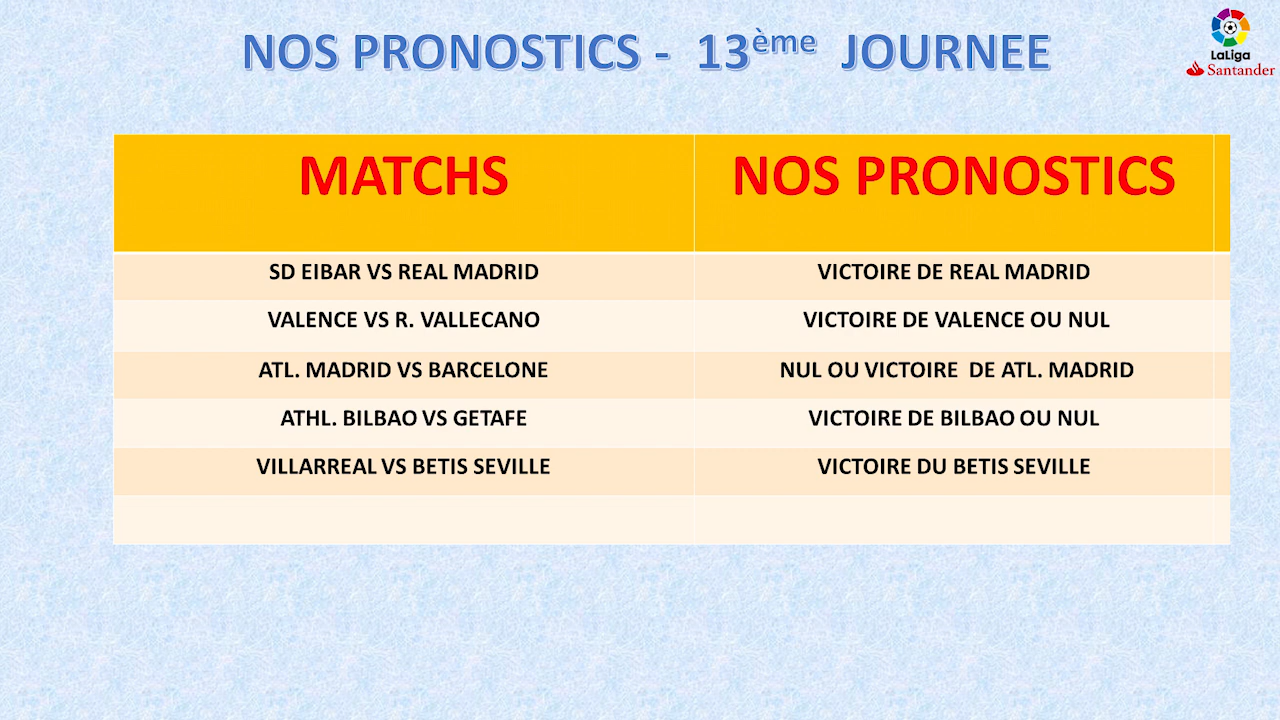 NOS PRONOSTICS - 13ème JOURNEE
LaLiga
Santander
MATCHS NOS PRONOSTICS
SD EIBAR VS REAL MADRID VICTOIRE DE REAL MADRID
VALENCE VS R. VALLECANO VICTOIRE DE VALENCE OU NUL
ATL. MADRID VS BARCELONE NUL OU VICTOIRE DE ATL. MADRID
ATHL. BILBAO VS GETAFE VICTOIRE DE BILBAO OU NUL
VILLARREAL VS BETIS SEVILLE VICTOIRE DU BETIS SEVILLE